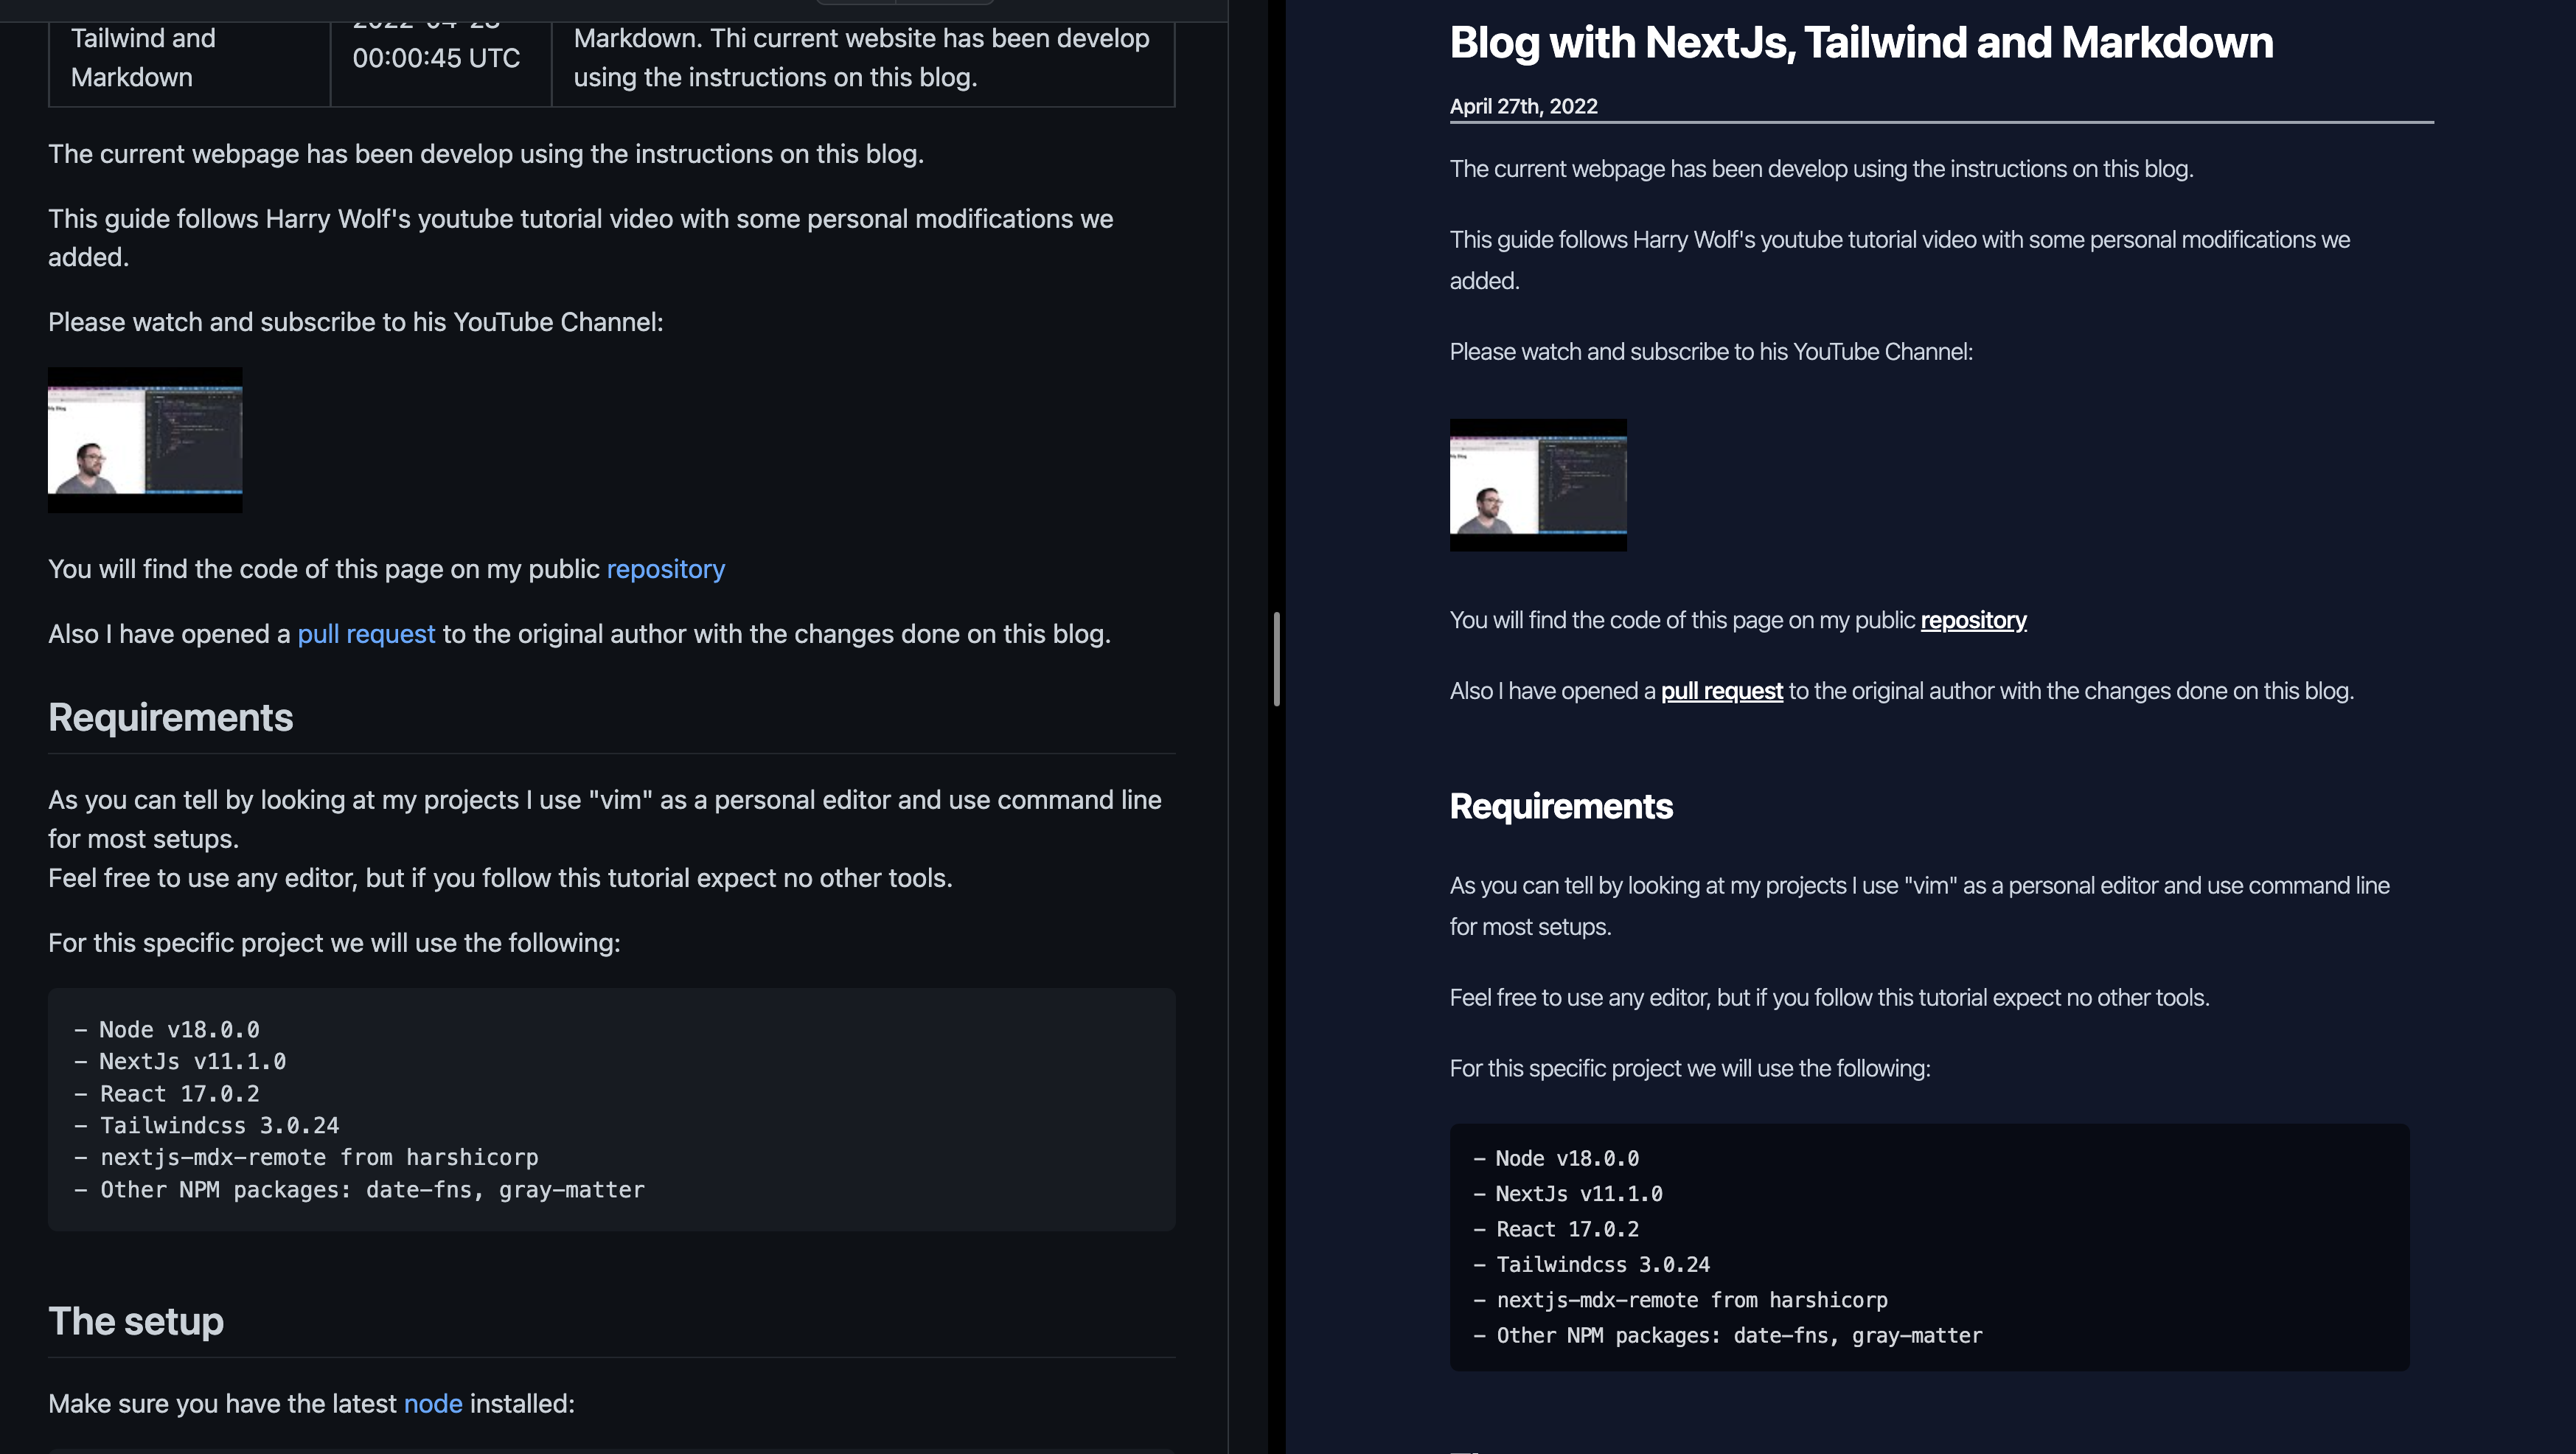 Tailwind and
Markdown
00:00:45 UTC
Markdown. Thi current website has been develop
using the instructions on this blog.
The current webpage has been develop using the instructions on this blog.
This guide follows Harry Wolf's youtube tutorial video with some personal modifications we
added.
Please watch and subscribe to his YouTube Channel:
You will find the code of this page on my public repository
Also I have opened a pull request to the original author with the changes done on this blog.
Requirements
As you can tell by looking at my projects I use "vim" as a personal editor and use command line
for most setups.
Feel free to use any editor, but if you follow this tutorial expect no other tools.
For this specific project we will use the following:
- Node v18.0.0
- NextJs v11.1.0
- React 17.0.2
- Tailwindcss 3.0.24
- nextjs-mdx-remote from harshicorp
- Other NPM packages: date-fns, gray-matter
The setup
Make sure you have the latest node installed:
Blog with NextJs, Tailwind and Markdown
April 27th, 2022
The current webpage has been develop using the instructions on this blog.
This guide follows Harry Wolf's youtube tutorial video with some personal modifications we
added.
Please watch and subscribe to his YouTube Channel:
You will find the code of this page on my public repository
Also I have opened a pull request to the original author with the changes done on this blog.
Requirements
As you can tell by looking at my projects I use "vim" as a personal editor and use command line
for most setups.
Feel free to use any editor, but if you follow this tutorial expect no other tools.
For this specific project we will use the following:
- Node v18.0.0
- NextJs v11.1.0
- React 17.0.2
- Tailwindcss 3.0.24
- nextjs-mdx-remote from harshicorp
- Other NPM packages: date-fns, gray-matter